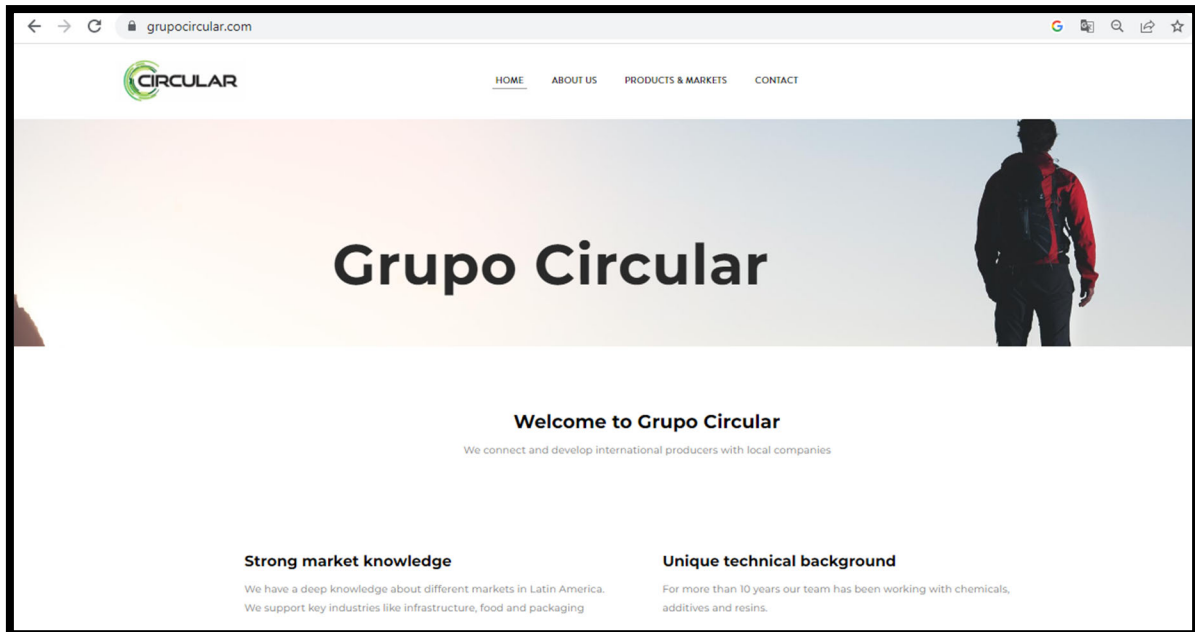 grupocircular.com
CIRCULAR
HOME ABOUT US PRODUCTS & MARKETS CONTACT
Grupo Circular
Welcome to Grupo Circular
We connect and develop international producers with local companies
Strong market knowledge
We have a deep knowledge about different markets in Latin America.
We support key industries like infrastructure, food and packaging
Unique technical background
For more than 10 years our team has been working with chemicals,
additives and resins.